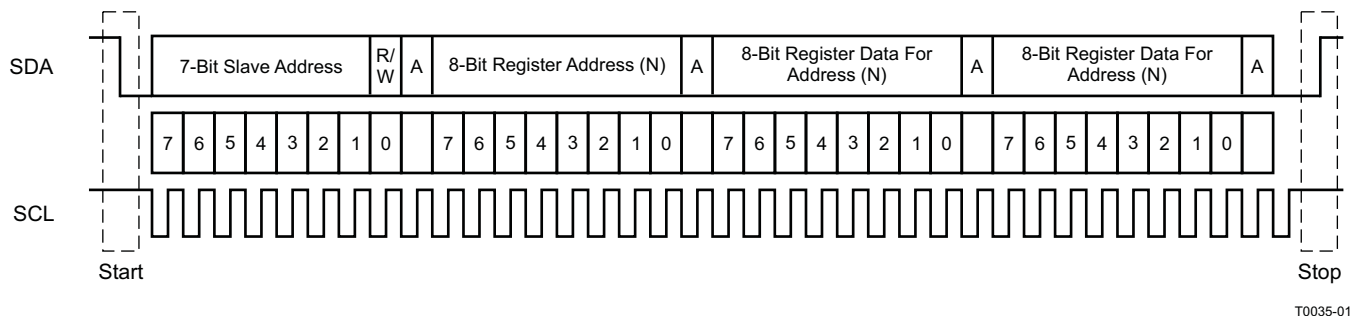 SDA
7-Bit Slave Address
R/
W
A
8-Bit Register Address (N)
A
8-Bit Register Data For
Address (N)
A
8-Bit Register Data For
Address (N)
A
7 6 5 4 3 2 1 0 7 6 5 4 3 2 1 0 7 6 5 4 3 2 1 0 7 6 5 4 3 2 1 0
SCL
Start
Stop
T0035-01